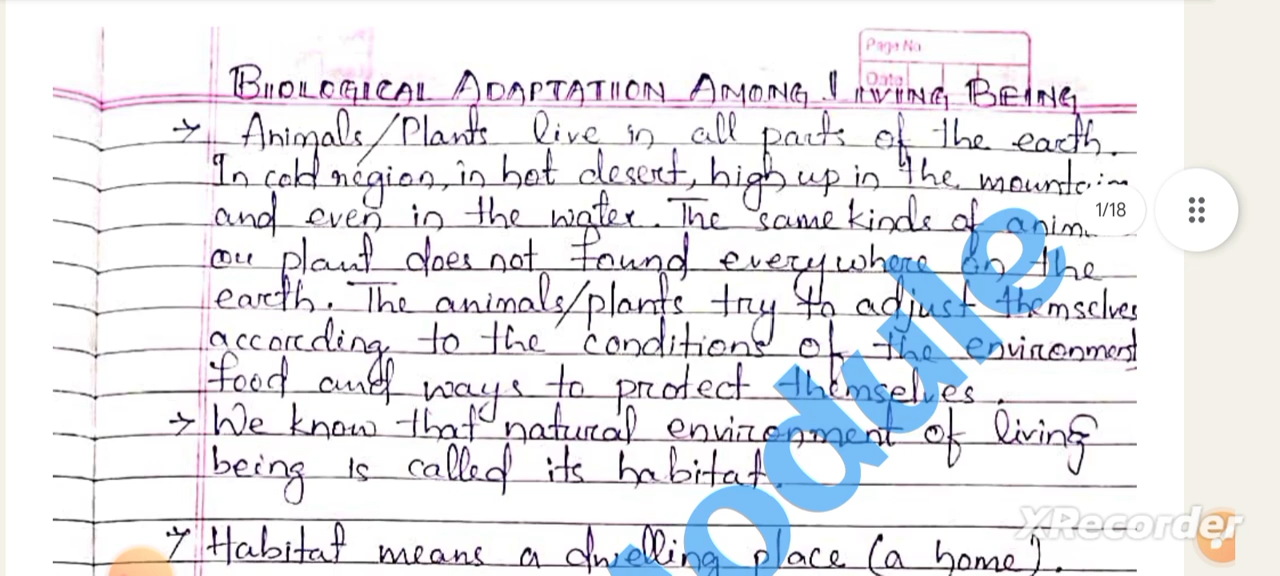 Page No
Date
BIOLOGICAL ADAPTATION AMONG LIVING BEING
→ Animals/Plants live in all parts of the earth.
In cold region, in hot desert, high up in the mountain
and even in the water. The same kinds of anim
1/18
or plant does not found everywhere on the
earth. The animals/plants try to adjust themselves
according to the conditions of the environment
food and ways to protect themselves.
→ We know that natural environment of living
being is called its habitat.
→ Habitat means a dwelling place (a home).
odule
XRecorder